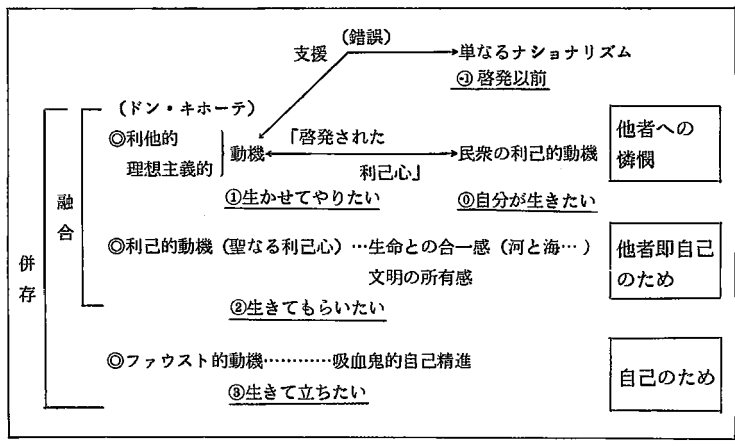 (錯誤)
支援 単なるナショナリズム
⊖1 啓発以前
(ドン・キホーテ)
◎利他的
理想主義的
動機
「啓発された
利己心」
民衆の利己的動機
①生かせてやりたい
⓪自分が生きたい
他者への
憐憫
融合
併存
◎利己的動機(聖なる利己心)…生命との合一感(河と海…)
文明の所有感
②生きてもらいたい
他者即自己
のため
◎ファウスト的動機…………吸血鬼的自己精進
③生きて立ちたい
自己のため